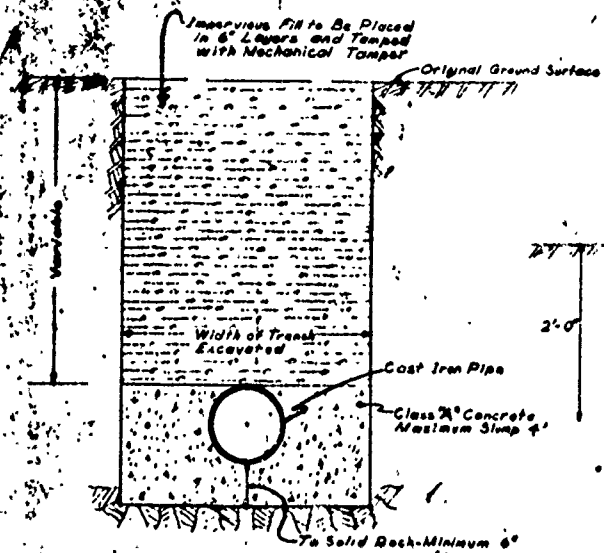 Impervious Fill to Be Placed
in 6" Layers and Tamped
with Mechanical Tamper
Original Ground Surface
Variable
2'-0"
Width of Trench
Excavated
Cast Iron Pipe
Class "A" Concrete
Maximum Slump 4"
To Solid Rock-Minimum 6"